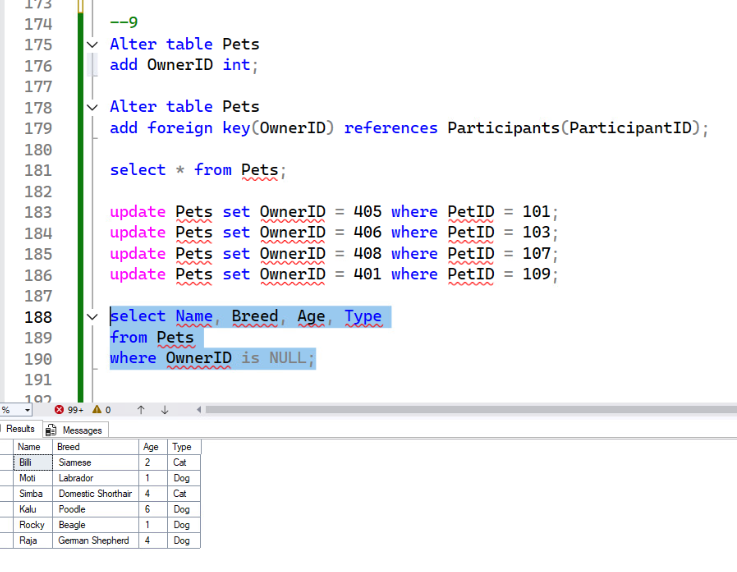 173
174 --9
175 Alter table Pets
176 add OwnerID int;
177
178 Alter table Pets
179 add foreign key(OwnerID) references Participants(ParticipantID);
180
181 select * from Pets;
182
183 update Pets set OwnerID = 405 where PetID = 101;
184 update Pets set OwnerID = 406 where PetID = 103;
185 update Pets set OwnerID = 408 where PetID = 107;
186 update Pets set OwnerID = 401 where PetID = 109;
187
188 select Name, Breed, Age, Type
189 from Pets
190 where OwnerID is NULL;
191
192
% 99+ 0
Results Messages
Name Breed Age Type
Billi Siamese 2 Cat
Moti Labrador 1 Dog
Simba Domestic Shorthair 4 Cat
Kalu Poodle 6 Dog
Rocky Beagle 1 Dog
Raja German Shepherd 4 Dog